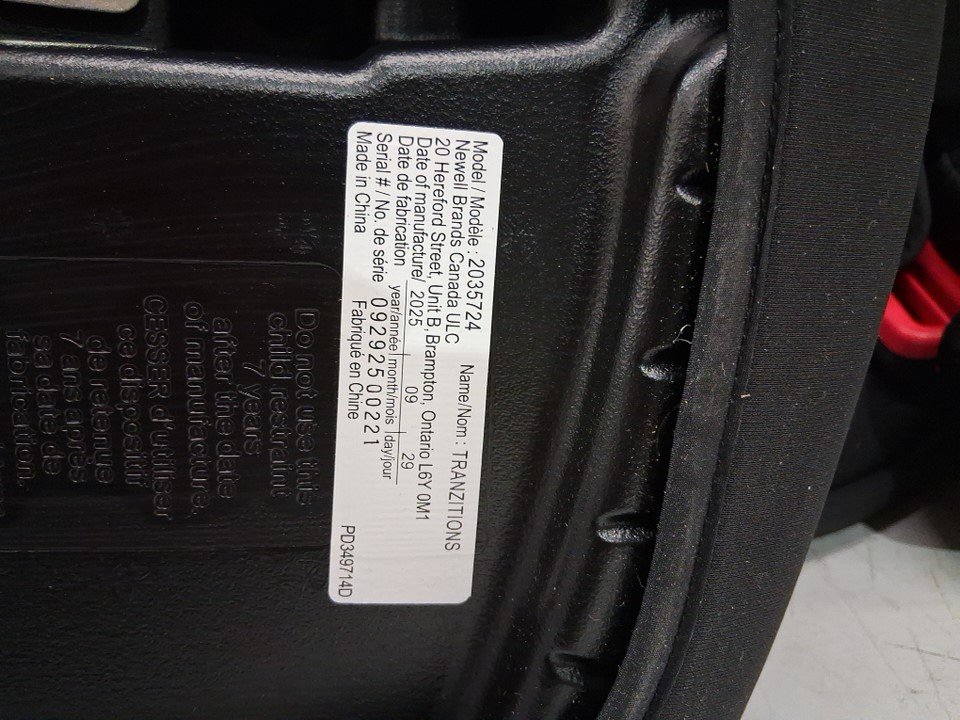 Model / Modèle : 2035724 Name/Nom : TRANZITIONS
Newell Brands Canada ULC
20 Hereford Street, Unit B, Brampton, Ontario L6Y 0M1
Date of manufacture/ 2025 09 29
Date de fabrication year/année month/mois day/jour
Serial # / No. de série 09292500221
Made in China Fabriqué en Chine PD349714D
Do not use this
child restraint
7 years
after the date
of manufacture.
CESSER d'utiliser
ce dispositif
de retenue
7 ans après
sa date de
fabrication.